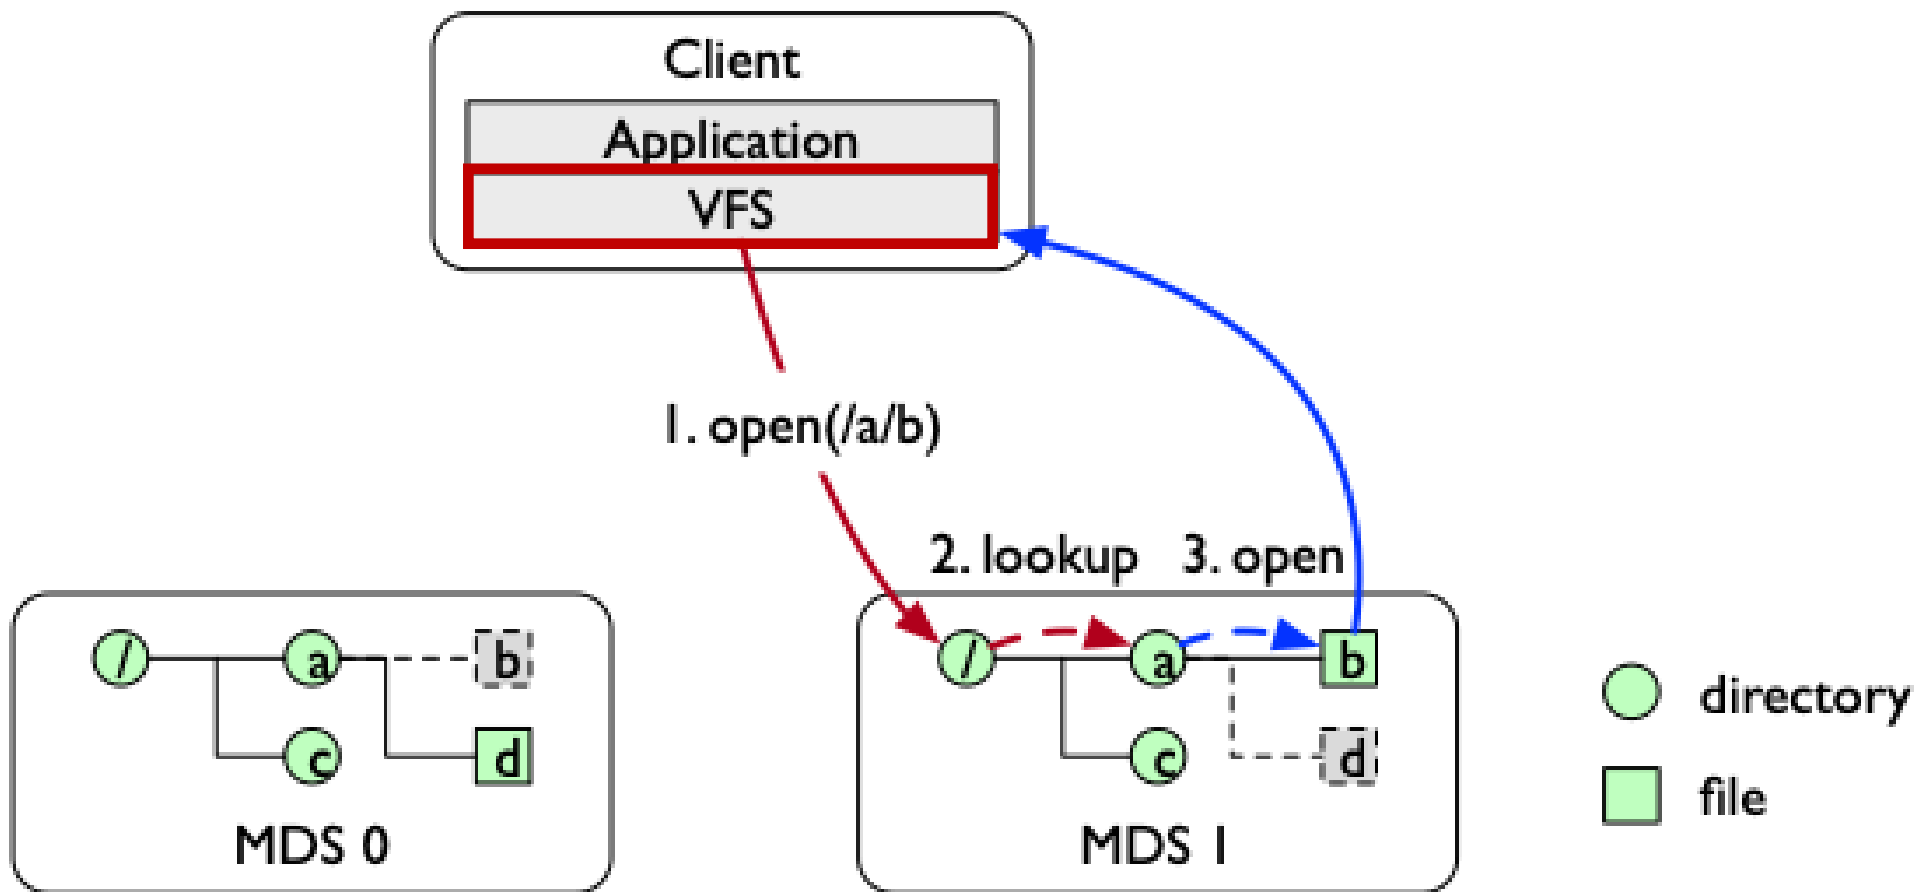 Client
Application
VFS
1. open(/a/b)
2. lookup 3. open
/ a b
c d
MDS 0
/ a b
c d
MDS 1
directory
file